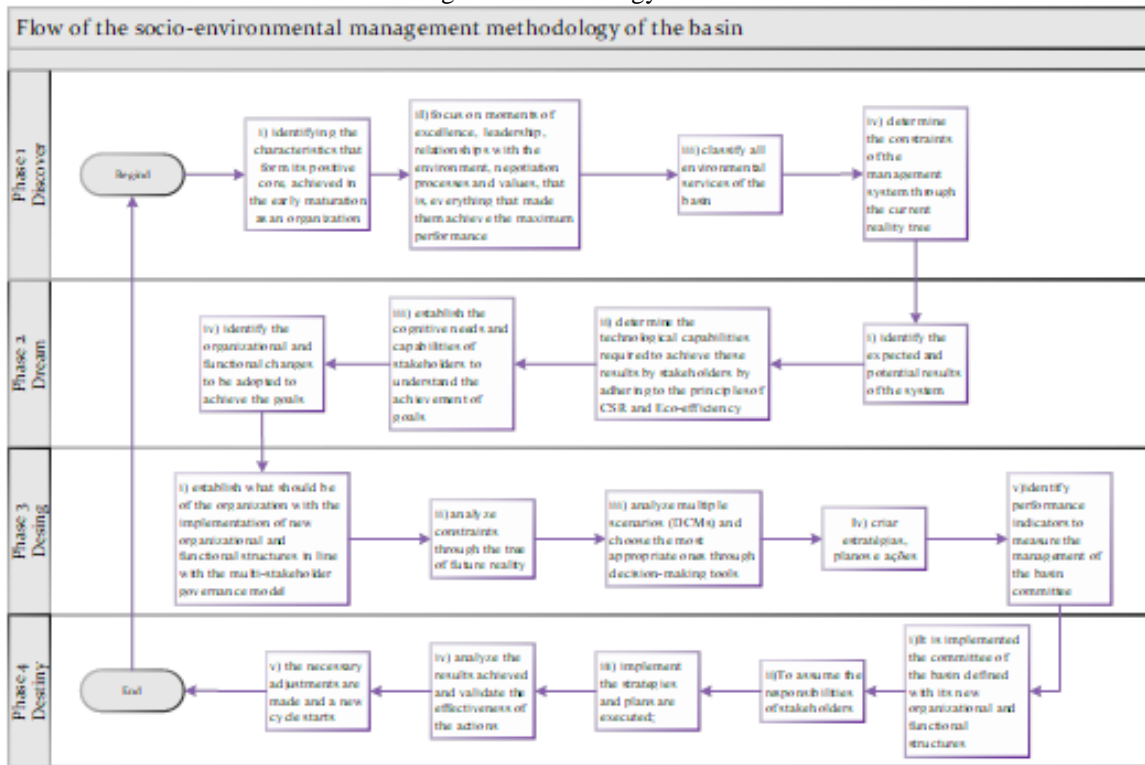 Flow of the socio-environmental management methodology of the basin
Phase 1
Discover
Begind
i) identifying the
characteristics that
form its positive
core, achieved in
the early maturation
as an organization
ii) focus on moments of
excellence, leadership,
relationships with the
environment, negotiation
processes and values, that
is, everything that made
them achieve the maximum
performance
iii) classify all
environmental
services of the
basin
iv) determine
the constraints
of the
management
system through
the current
reality tree
Phase 2
Dream
iv) identify the
organizational and
functional changes
to be adopted to
achieve the goals
iii) establish the
cognitive needs and
capabilities of
stakeholders to
understand the
achievement of
goals
ii) determine the
technological capabilities
required to achieve these
results by stakeholders by
adhering to the principles of
CSR and Eco-efficiency
i) identify the
expected and
potential results
of the system
Phase 3
Desing
i) establish what should be
of the organization with the
implementation of new
organizational and
functional structures in line
with the multi-stakeholder
governance model
ii) analyze
constraints
through the tree
of future reality
iii) analyze multiple
scenarios (DCMs) and
choose the most
appropriate ones through
decision-making tools
iv) criar
estratégias,
planos e ações
v)identify
performance
indicators to
measure the
management of
the basin
committee
Phase 4
Destiny
End
v) the necessary
adjustments are
made and a new
cycle starts
iv) analyze the
results achieved
and validate the
effectiveness of
the actions
iii) implement
the strategies
and plans are
executed;
ii)To assume the
responsibilities
of stakeholders
i)It is implemented
the committee of
the basin defined
with its new
organizational and
functional
structures